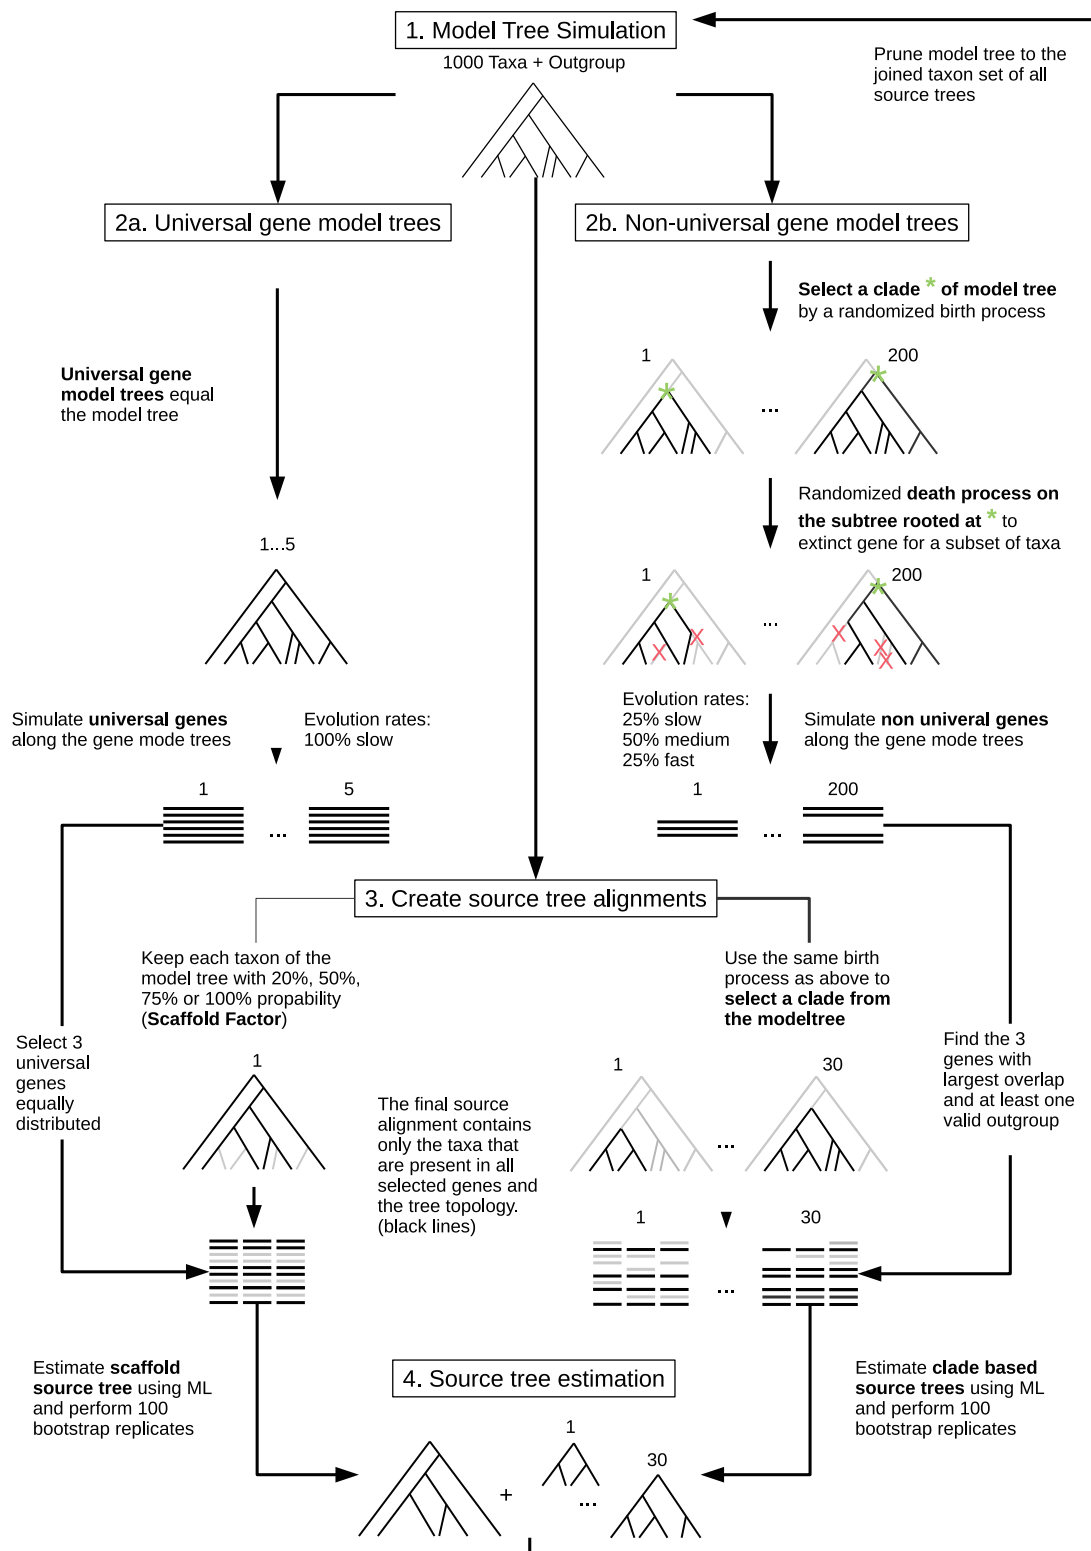 1. Model Tree Simulation
1000 Taxa + Outgroup
Prune model tree to the
joined taxon set of all
source trees
2a. Universal gene model trees
2b. Non-universal gene model trees
Select a clade * of model tree
by a randomized birth process
Universal gene
model trees equal
the model tree
1
200
...
Randomized death process on
the subtree rooted at * to
extinct gene for a subset of taxa
1...5
1
200
...
Simulate universal genes
along the gene mode trees
Evolution rates:
100% slow
Evolution rates:
25% slow
50% medium
25% fast
Simulate non univeral genes
along the gene mode trees
1
5
...
1
200
...
3. Create source tree alignments
Keep each taxon of the
model tree with 20%, 50%,
75% or 100% propability
(Scaffold Factor)
Use the same birth
process as above to
select a clade from
the modeltree
Select 3
universal
genes
equally
distributed
Find the 3
genes with
largest overlap
and at least one
valid outgroup
1
The final source
alignment contains
only the taxa that
are present in all
selected genes and
the tree topology.
(black lines)
1
30
...
1
30
...
Estimate scaffold
source tree using ML
and perform 100
bootstrap replicates
4. Source tree estimation
Estimate clade based
source trees using ML
and perform 100
bootstrap replicates
+
1
...
30